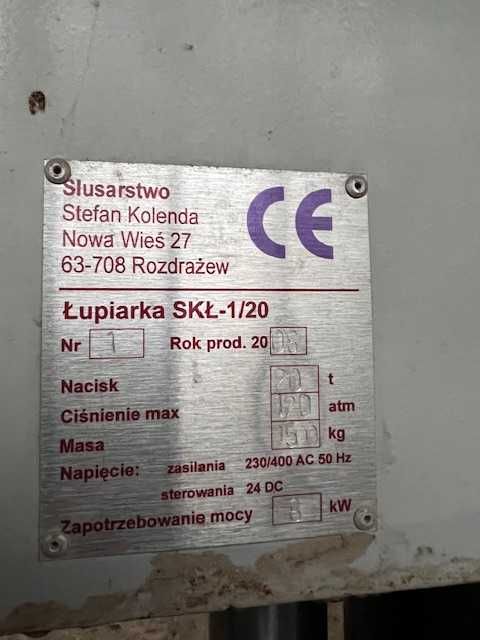 Ślusarstwo
Stefan Kolenda
Nowa Wieś 27
63-708 Rozdrażew
CE
Łupiarka SKŁ-1/20
Nr 1 Rok prod. 20
Nacisk 20 t
Ciśnienie max 120 atm
Masa kg
Napięcie: zasilania 230/400 AC 50 Hz
sterowania 24 DC
Zapotrzebowanie mocy 8 kW